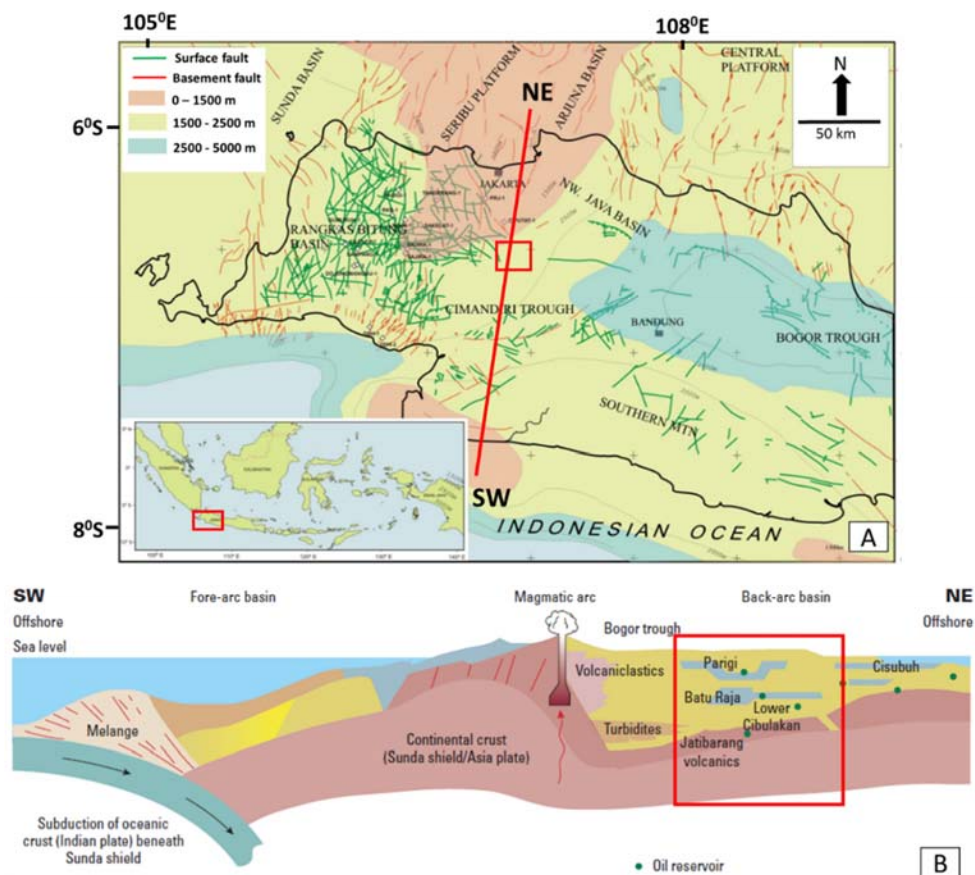 105⁰E
108⁰E
Surface fault
Basement fault
0 – 1500 m
1500 - 2500 m
2500 - 5000 m
SUNDA BASIN
SERIBU PLATFORM
NE
ARJUNA BASIN
CENTRAL
PLATFORM
N
50 km
6⁰S
JAKARTA
NW. JAVA BASIN
RANGKAS BITUNG
BASIN
CIMANDIRI TROUGH
BANDUNG
BOGOR TROUGH
SOUTHERN MTN
SW
8⁰S
INDONESIAN OCEAN
A
SW
Fore-arc basin
Magmatic arc
Back-arc basin
NE
Offshore
Bogor trough
Offshore
Sea level
Volcaniclastics
Parigi
Cisubuh
Melange
Batu Raja
Lower
Cibulakan
Continental crust
(Sunda shield/Asia plate)
Turbidites
Jatibarang
volcanics
Subduction of oceanic
crust (Indian plate) beneath
Sunda shield
Oil reservoir
B